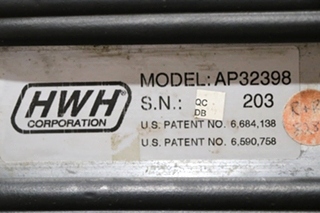 HWH
CORPORATION
MODEL: AP32398
S.N.: QC DB 203
U.S. PATENT NO. 6,684,138
U.S. PATENT NO. 6,590,758